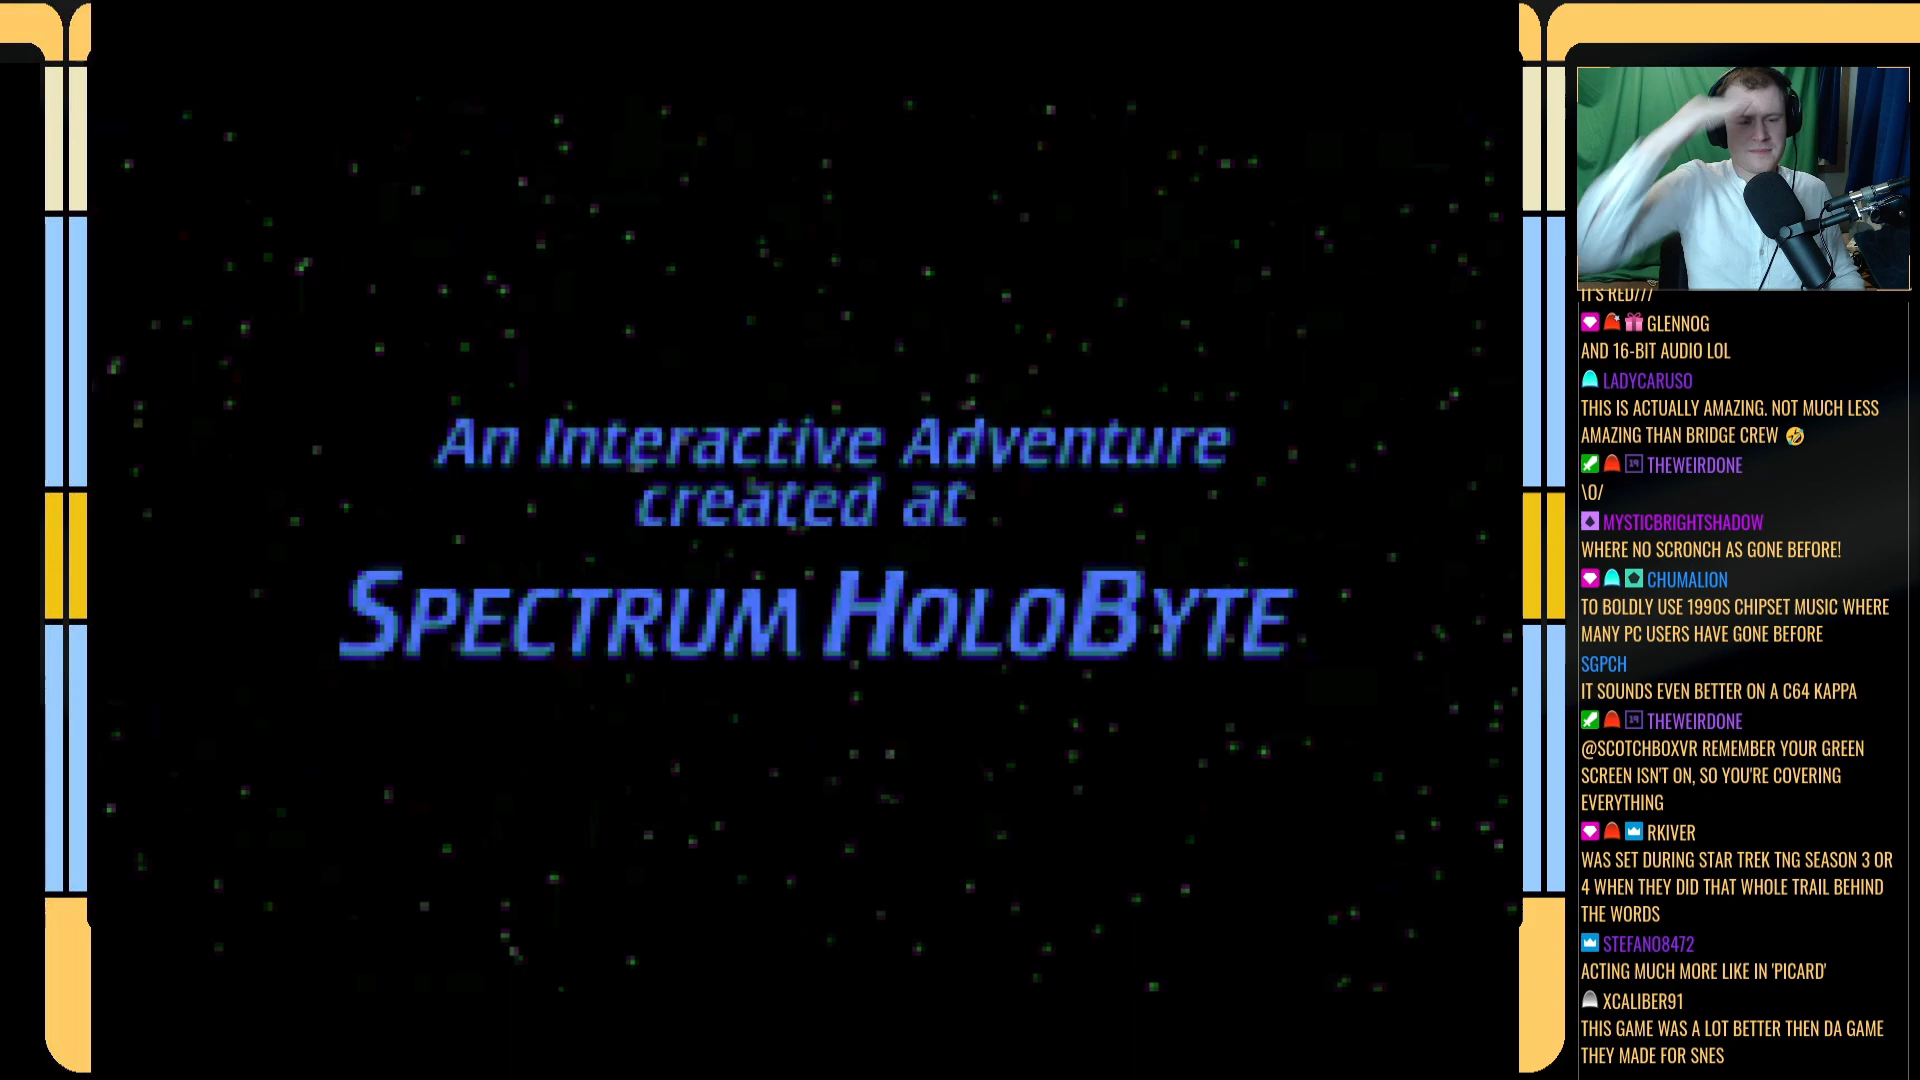 An Interactive Adventure
created at
SPECTRUM HOLOBYTE
IT'S RED///
GLENNOG
AND 16-BIT AUDIO LOL
LADYCARUSO
THIS IS ACTUALLY AMAZING. NOT MUCH LESS
AMAZING THAN BRIDGE CREW 🤣
THEWEIRDONE
\O/
MYSTICBRIGHTSHADOW
WHERE NO SCRONCH AS GONE BEFORE!
CHUMALION
TO BOLDLY USE 1990S CHIPSET MUSIC WHERE
MANY PC USERS HAVE GONE BEFORE
SGPCH
IT SOUNDS EVEN BETTER ON A C64 KAPPA
THEWEIRDONE
@SCOTCHBOXVR REMEMBER YOUR GREEN
SCREEN ISN'T ON, SO YOU'RE COVERING
EVERYTHING
RKIVER
WAS SET DURING STAR TREK TNG SEASON 3 OR
4 WHEN THEY DID THAT WHOLE TRAIL BEHIND
THE WORDS
STEFANO8472
ACTING MUCH MORE LIKE IN 'PICARD'
XCALIBER91
THIS GAME WAS A LOT BETTER THEN DA GAME
THEY MADE FOR SNES